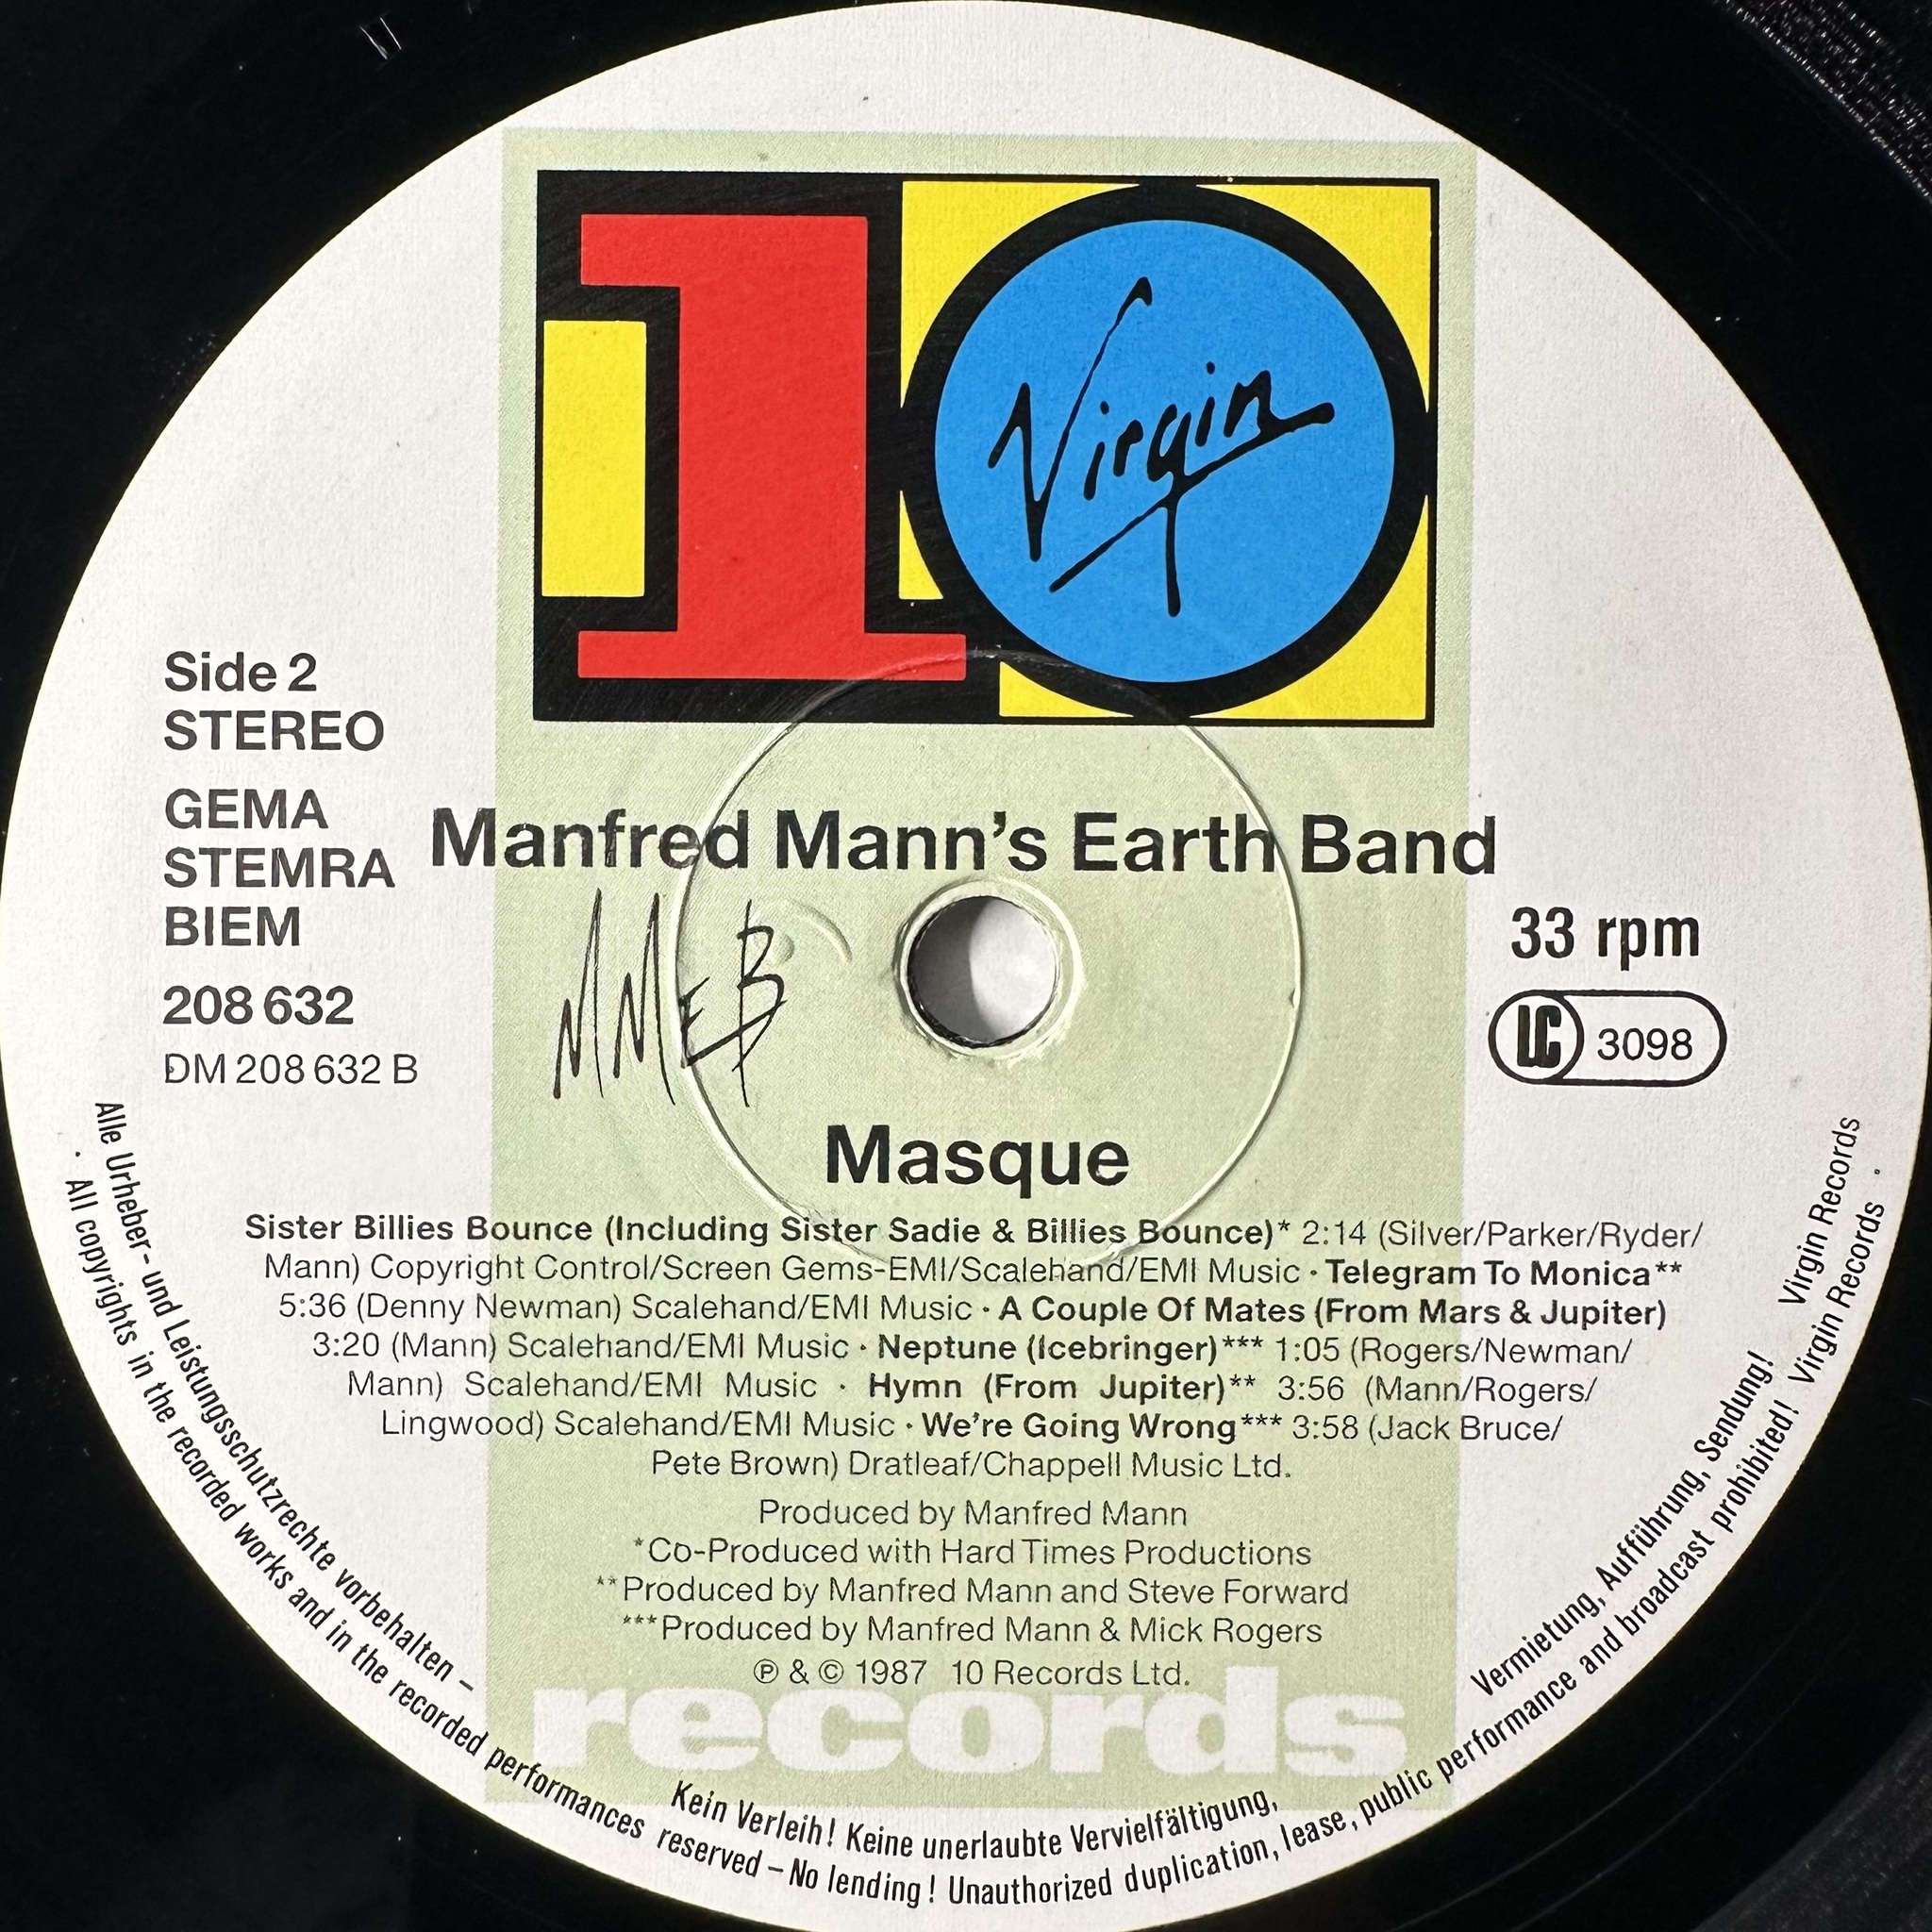 10
Virgin
Side 2
STEREO
GEMA
STEMRA
BIEM
208 632
DM 208 632 B
Manfred Mann's Earth Band
MMEB
33 rpm
LC 3098
Masque
Sister Billies Bounce (Including Sister Sadie & Billies Bounce)* 2:14 (Silver/Parker/Ryder/
Mann) Copyright Control/Screen Gems-EMI/Scalehand/EMI Music · Telegram To Monica**
5:36 (Denny Newman) Scalehand/EMI Music · A Couple Of Mates (From Mars & Jupiter)
3:20 (Mann) Scalehand/EMI Music · Neptune (Icebringer)*** 1:05 (Rogers/Newman/
Mann) Scalehand/EMI Music · Hymn (From Jupiter)** 3:56 (Mann/Rogers/
Lingwood) Scalehand/EMI Music · We're Going Wrong*** 3:58 (Jack Bruce/
Pete Brown) Dratleaf/Chappell Music Ltd.
Produced by Manfred Mann
*Co-Produced with Hard Times Productions
**Produced by Manfred Mann and Steve Forward
***Produced by Manfred Mann & Mick Rogers
℗ & © 1987 10 Records Ltd.
records
Alle Urheber- und Leistungsschutzrechte vorbehalten – Kein Verleih! Keine unerlaubte Vervielfältigung, Vermietung, Aufführung, Sendung! Virgin Records
· All copyrights in the recorded works and in the recorded performances reserved – No lending! Unauthorized duplication, lease, public performance and broadcast prohibited! Virgin Records ·